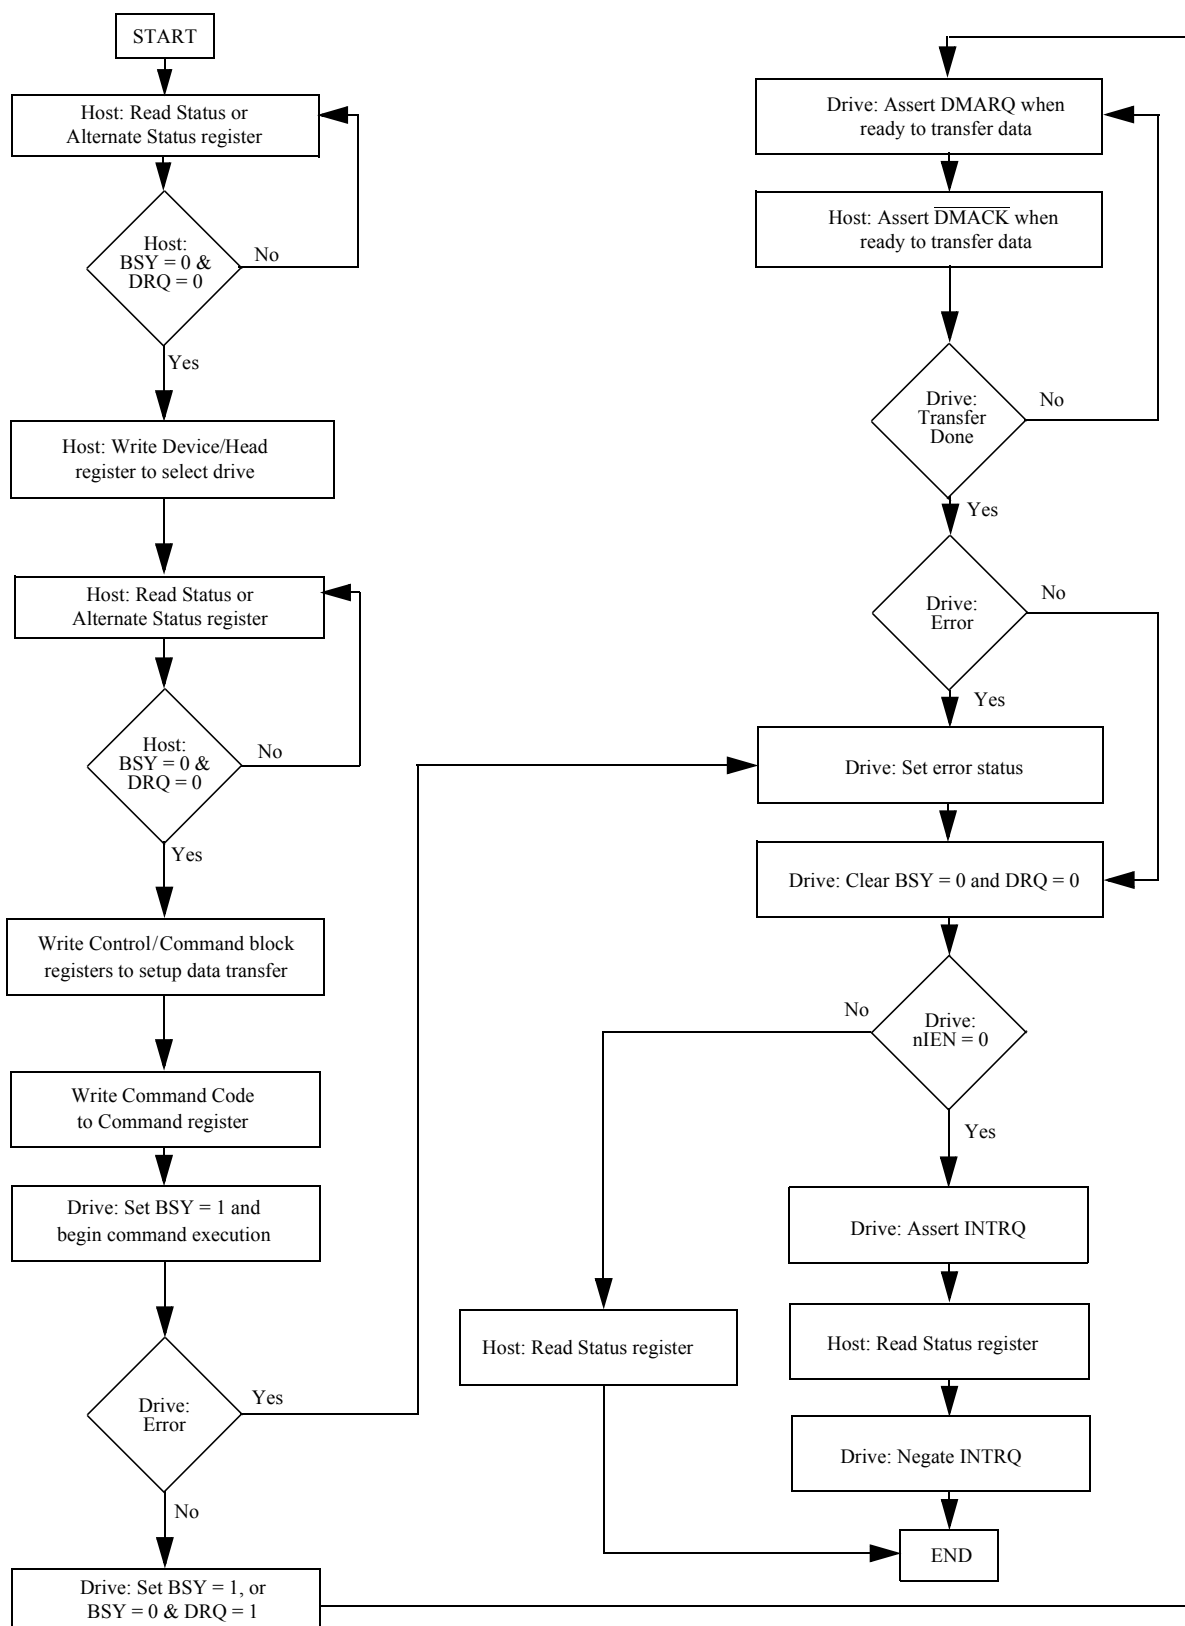 START
Host: Read Status or
Alternate Status register
Host:
BSY = 0 &
DRQ = 0
No
Yes
Host: Write Device/Head
register to select drive
Host: Read Status or
Alternate Status register
Host:
BSY = 0 &
DRQ = 0
No
Yes
Write Control/Command block
registers to setup data transfer
Write Command Code
to Command register
Drive: Set BSY = 1 and
begin command execution
Drive:
Error
Yes
No
Drive: Set BSY = 1, or
BSY = 0 & DRQ = 1
Drive: Assert DMARQ when
ready to transfer data
Host: Assert D̅M̅A̅C̅K̅ when
ready to transfer data
Drive:
Transfer
Done
No
Yes
Drive:
Error
No
Yes
Drive: Set error status
Drive: Clear BSY = 0 and DRQ = 0
Drive:
nIEN = 0
No
Yes
Drive: Assert INTRQ
Host: Read Status register
Host: Read Status register
Drive: Negate INTRQ
END